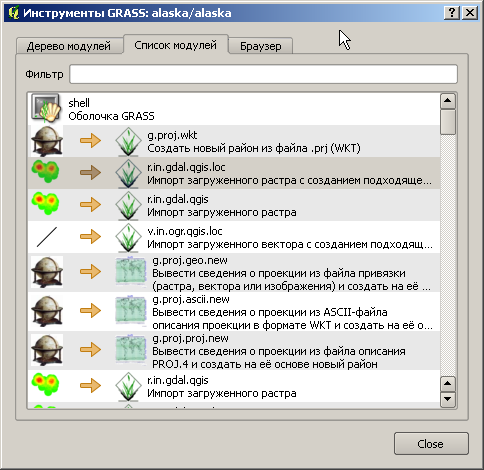 Инструменты GRASS: alaska/alaska
Дерево модулей
Список модулей
Браузер
Фильтр
shell
Оболочка GRASS
g.proj.wkt
Создать новый район из файла .prj (WKT)
r.in.gdal.qgis.loc
Импорт загруженного растра с созданием подходяще...
r.in.gdal.qgis
Импорт загруженного растра
v.in.ogr.qgis.loc
Импорт загруженного вектора с созданием подходящ...
g.proj.geo.new
Вывести сведения о проекции из файла привязки
(растра, вектора или изображения) и создать на её ...
g.proj.ascii.new
Вывести сведения о проекции из ASCII-файла
описания проекции в формате WKT и создать на её о...
g.proj.proj.new
Вывести сведения о проекции из файла описания
PROJ.4 и создать на её основе новый район
r.in.gdal.qgis
Импорт загруженного растра
Close